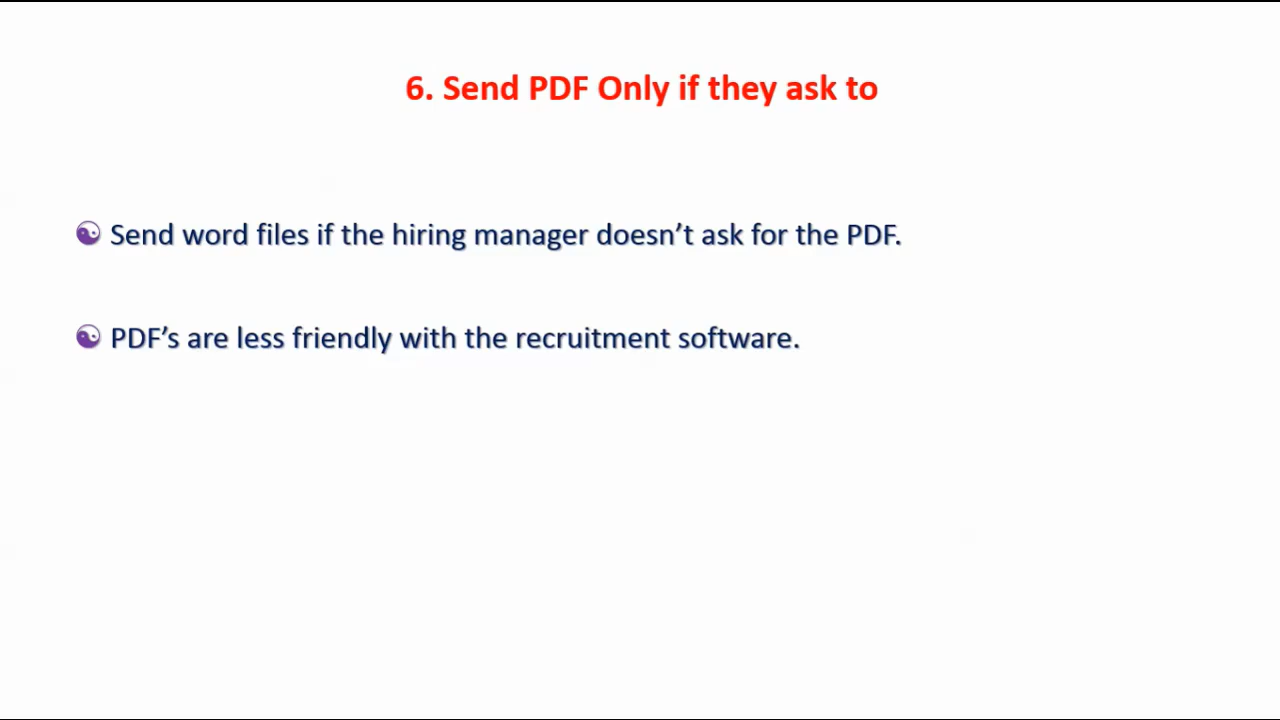 6. Send PDF Only if they ask to
Send word files if the hiring manager doesn’t ask for the PDF.
PDF’s are less friendly with the recruitment software.